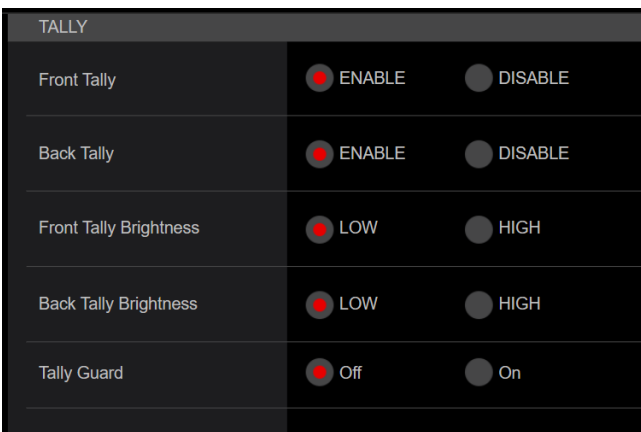 TALLY
Front Tally ENABLE DISABLE
Back Tally ENABLE DISABLE
Front Tally Brightness LOW HIGH
Back Tally Brightness LOW HIGH
Tally Guard Off On